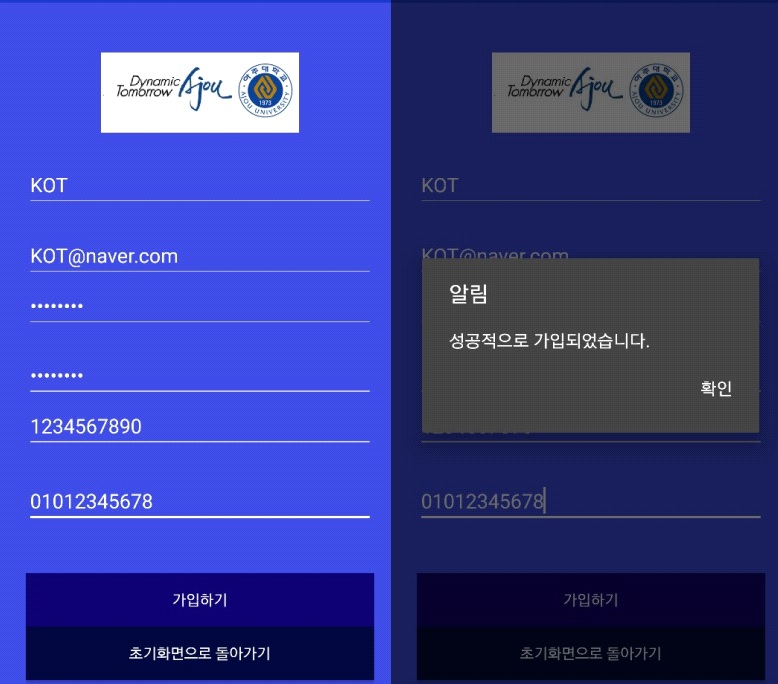 Dynamic
Tomorrow
Ajou
아주대학교
1973
AJOU UNIVERSITY
KOT
KOT@naver.com
••••••••
••••••••
1234567890
01012345678
가입하기
초기화면으로 돌아가기
Dynamic
Tomorrow
Ajou
아주대학교
1973
AJOU UNIVERSITY
KOT
KOT@naver.com
알림
성공적으로 가입되었습니다.
확인
01012345678
가입하기
초기화면으로 돌아가기